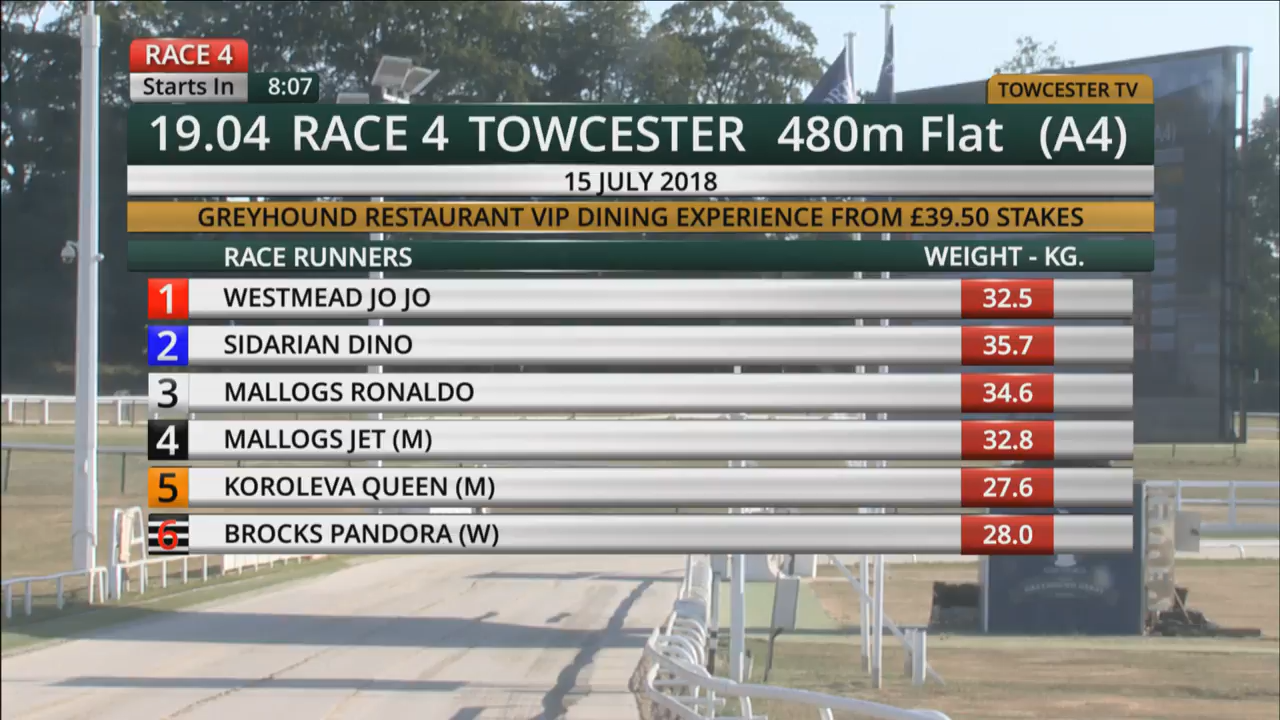 RACE 4
Starts In 8:07
TOWCESTER TV
19.04 RACE 4 TOWCESTER 480m Flat (A4)
15 JULY 2018
GREYHOUND RESTAURANT VIP DINING EXPERIENCE FROM £39.50 STAKES
RACE RUNNERS WEIGHT - KG.
1 WESTMEAD JO JO 32.5
2 SIDARIAN DINO 35.7
3 MALLOGS RONALDO 34.6
4 MALLOGS JET (M) 32.8
5 KOROLEVA QUEEN (M) 27.6
6 BROCKS PANDORA (W) 28.0